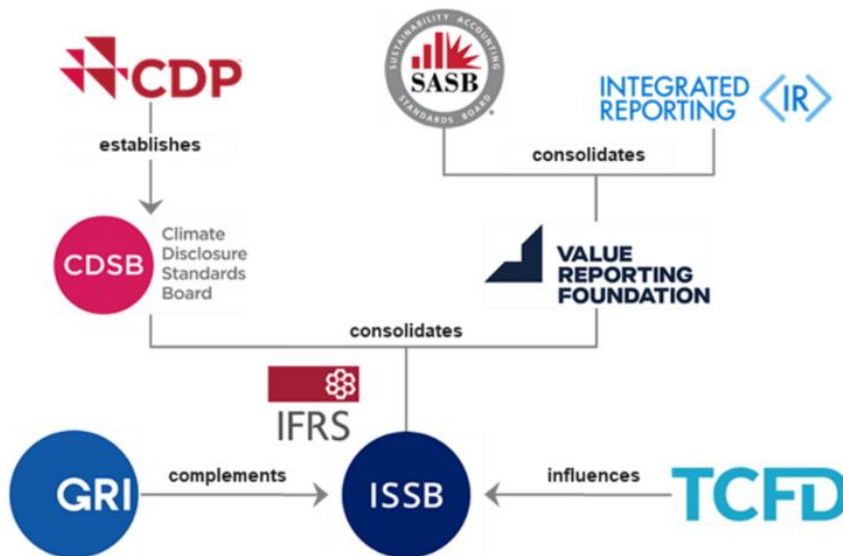 CDP
SUSTAINABILITY ACCOUNTING
SASB
STANDARDS BOARD
®
INTEGRATED
REPORTING
<IR>
establishes
consolidates
CDSB
Climate
Disclosure
Standards
Board
VALUE
REPORTING
FOUNDATION
consolidates
IFRS
GRI
complements
ISSB
influences
TCFD